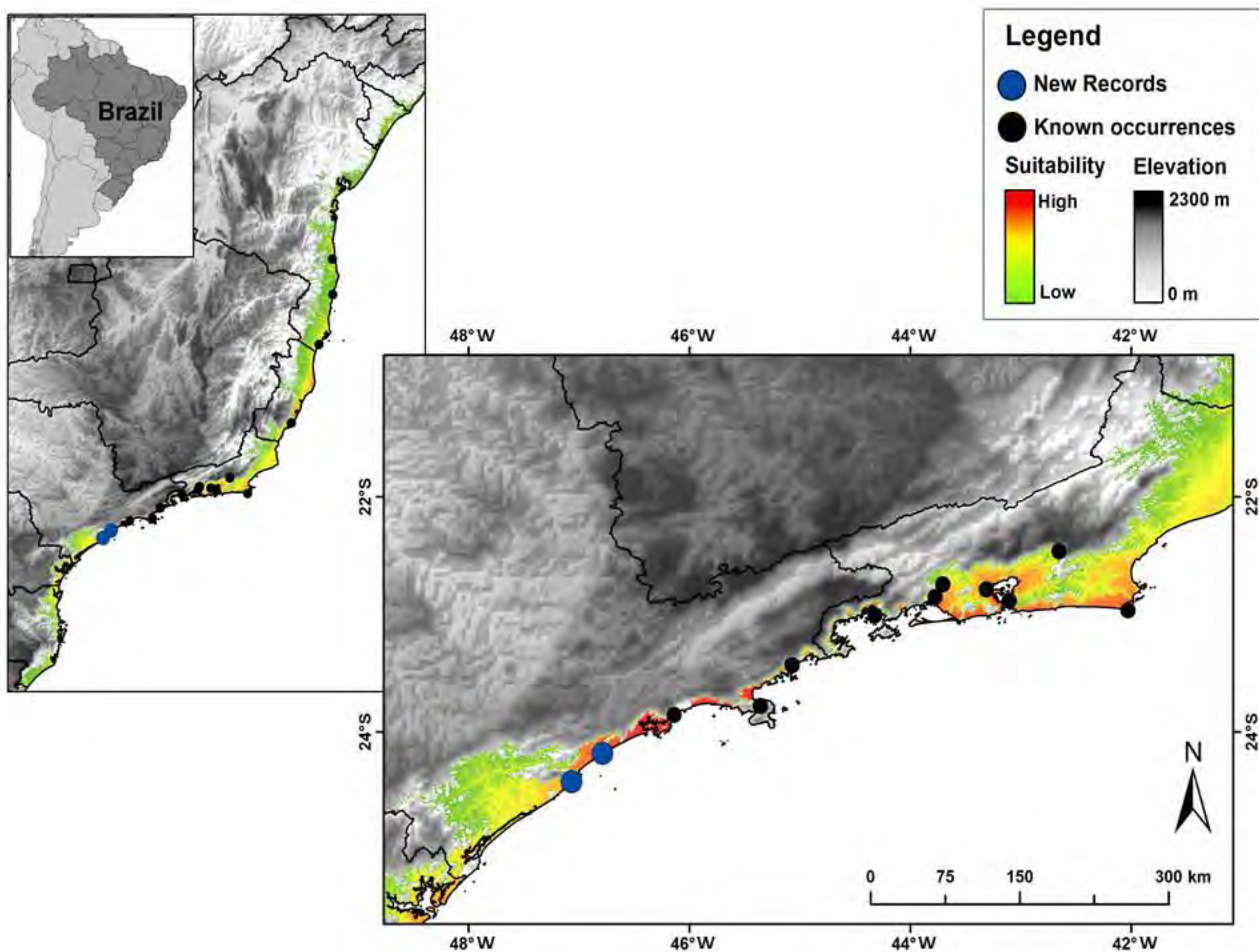 Brazil
Legend
New Records
Known occurrences
Suitability Elevation
High 2300 m
Low 0 m
48°W 46°W 44°W 42°W
22°S 22°S
24°S 24°S
N
0 75 150 300 km
48°W 46°W 44°W 42°W